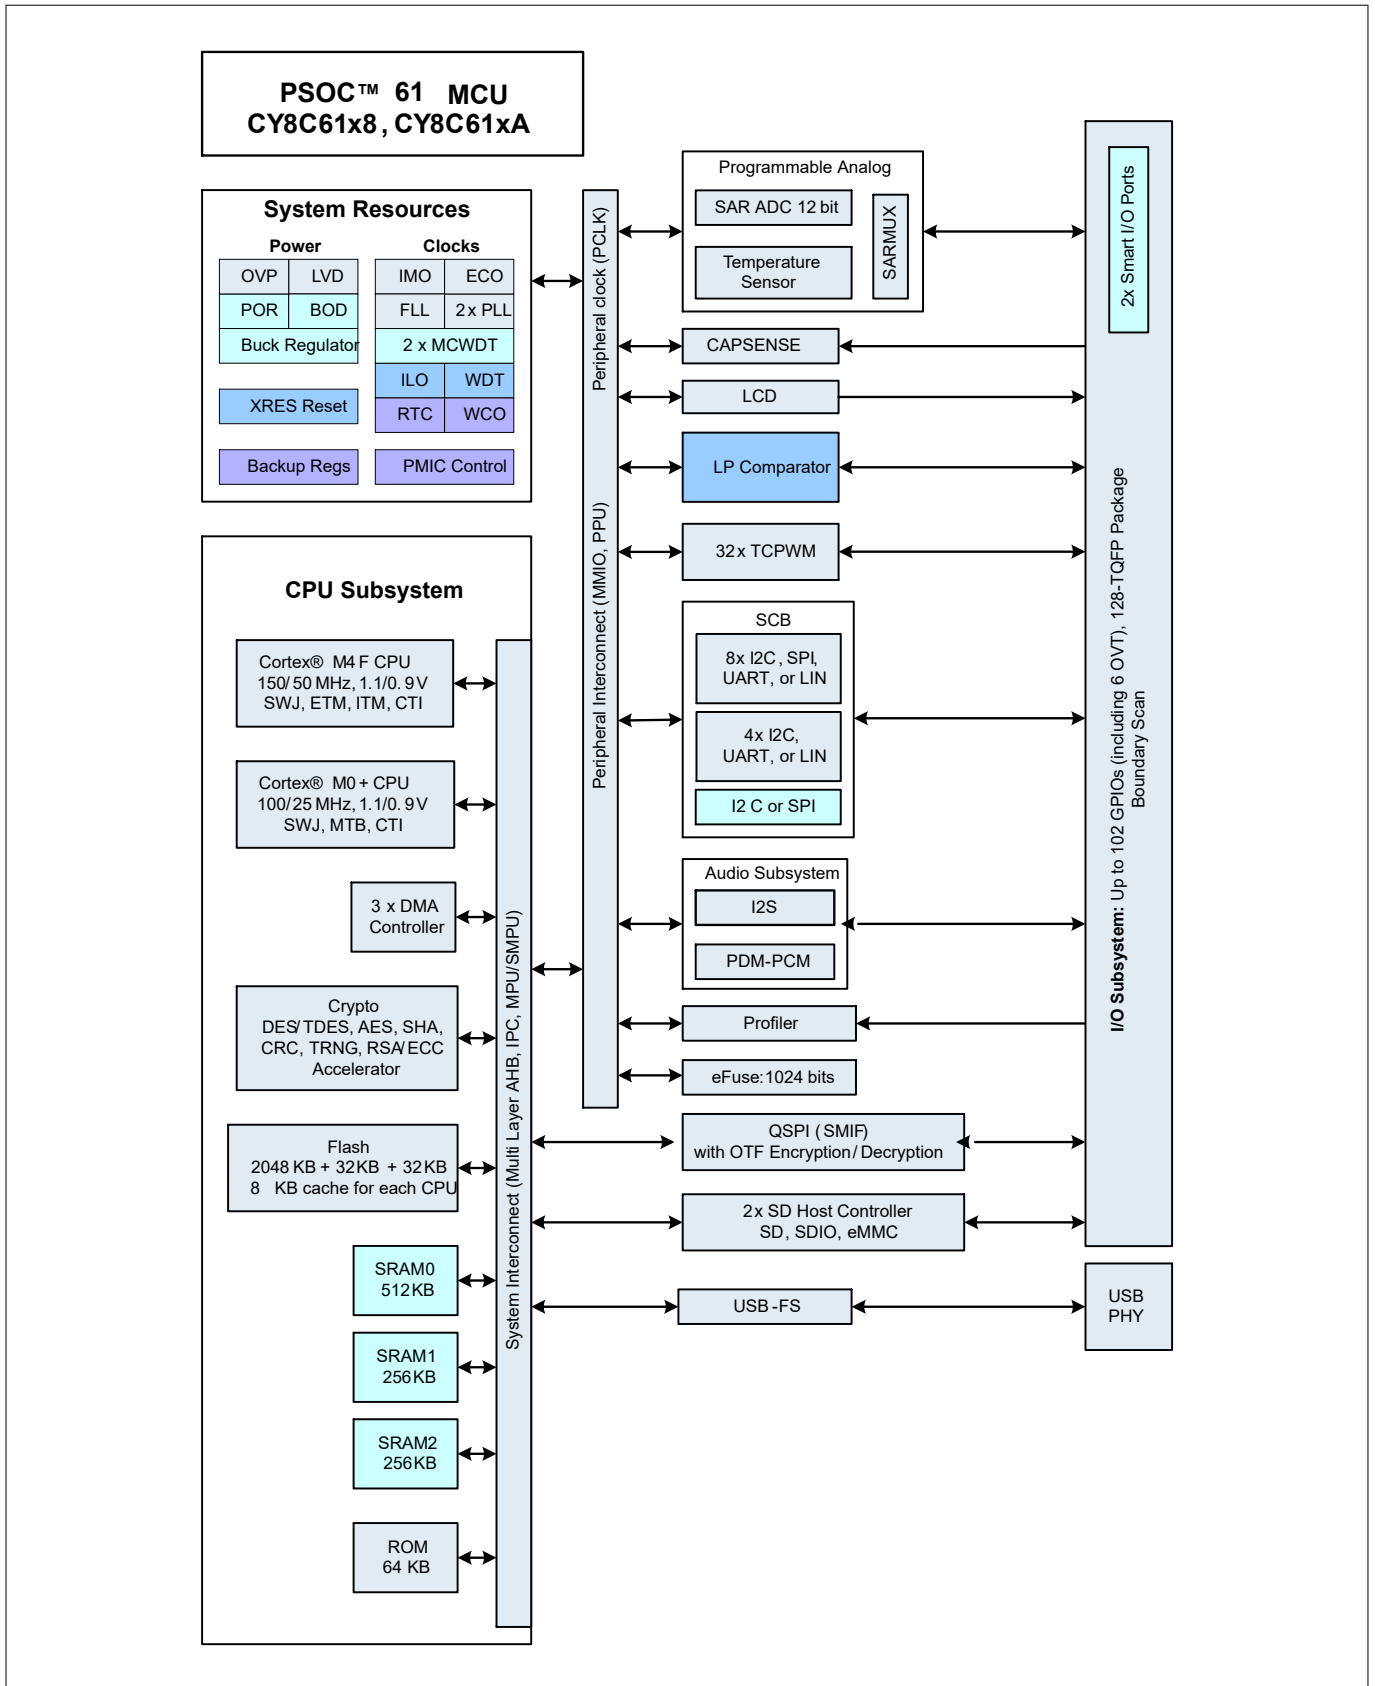 PSOC™ 61 MCU
CY8C61x8, CY8C61xA
System Resources
Power
Clocks
OVP
LVD
IMO
ECO
POR
BOD
FLL
2x PLL
Buck Regulator
2 x MCWDT
ILO
WDT
XRES Reset
RTC
WCO
Backup Regs
PMIC Control
CPU Subsystem
Cortex® M4F CPU
150/50 MHz, 1.1/0.9V
SWJ, ETM, ITM, CTI
Cortex® M0+ CPU
100/25 MHz, 1.1/0.9V
SWJ, MTB, CTI
3 x DMA
Controller
Crypto
DES/TDES, AES, SHA,
CRC, TRNG, RSA/ECC
Accelerator
Flash
2048 KB + 32KB + 32KB
8 KB cache for each CPU
SRAM0
512KB
SRAM1
256KB
SRAM2
256KB
ROM
64 KB
System Interconnect (Multi Layer AHB, IPC, MPU/SMPU)
Peripheral clock (PCLK)
Peripheral Interconnect (MMIO, PPU)
Programmable Analog
SAR ADC 12 bit
Temperature
Sensor
SARMUX
CAPSENSE
LCD
LP Comparator
32x TCPWM
SCB
8x I2C, SPI,
UART, or LIN
4x I2C,
UART, or LIN
I2C or SPI
Audio Subsystem
I2S
PDM-PCM
Profiler
eFuse:1024 bits
QSPI (SMIF)
with OTF Encryption/Decryption
2x SD Host Controller
SD, SDIO, eMMC
USB-FS
2x Smart I/O Ports
I/O Subsystem: Up to 102 GPIOs (including 6 OVT), 128-TQFP Package
Boundary Scan
USB
PHY